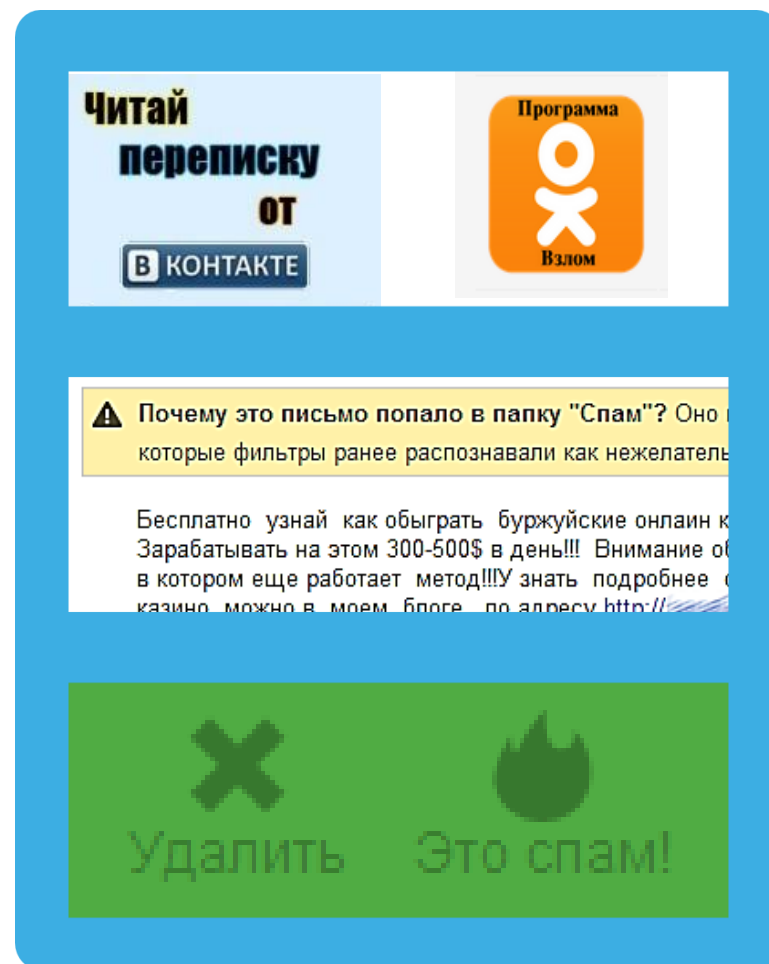 Читай
переписку
от
В КОНТАКТЕ
Программа
Взлом
Почему это письмо попало в папку "Спам"? Оно
которые фильтры ранее распознавали как
Бесплатно узнай как обыграть буржуйские онлаин
Зарабатывать на этом 300-500$ в день!!! Внимание
в котором еще работает метод!!!У знать подробнее
казино можно в моем блоге по адресу http://
Удалить
Это спам!